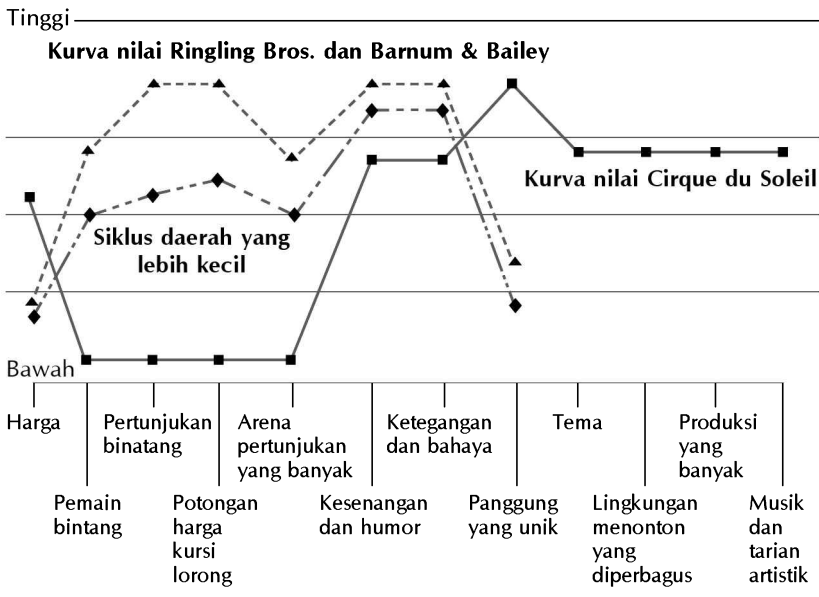 Tinggi
Kurva nilai Ringling Bros. dan Barnum & Bailey
Kurva nilai Cirque du Soleil
Siklus daerah yang
lebih kecil
Bawah
Harga
Pemain
bintang
Pertunjukan
binatang
Potongan
harga
kursi
lorong
Arena
pertunjukan
yang banyak
Kesenangan
dan humor
Ketegangan
dan bahaya
Panggung
yang unik
Tema
Lingkungan
menonton
yang
diperbagus
Produksi
yang
banyak
Musik
dan
tarian
artistik